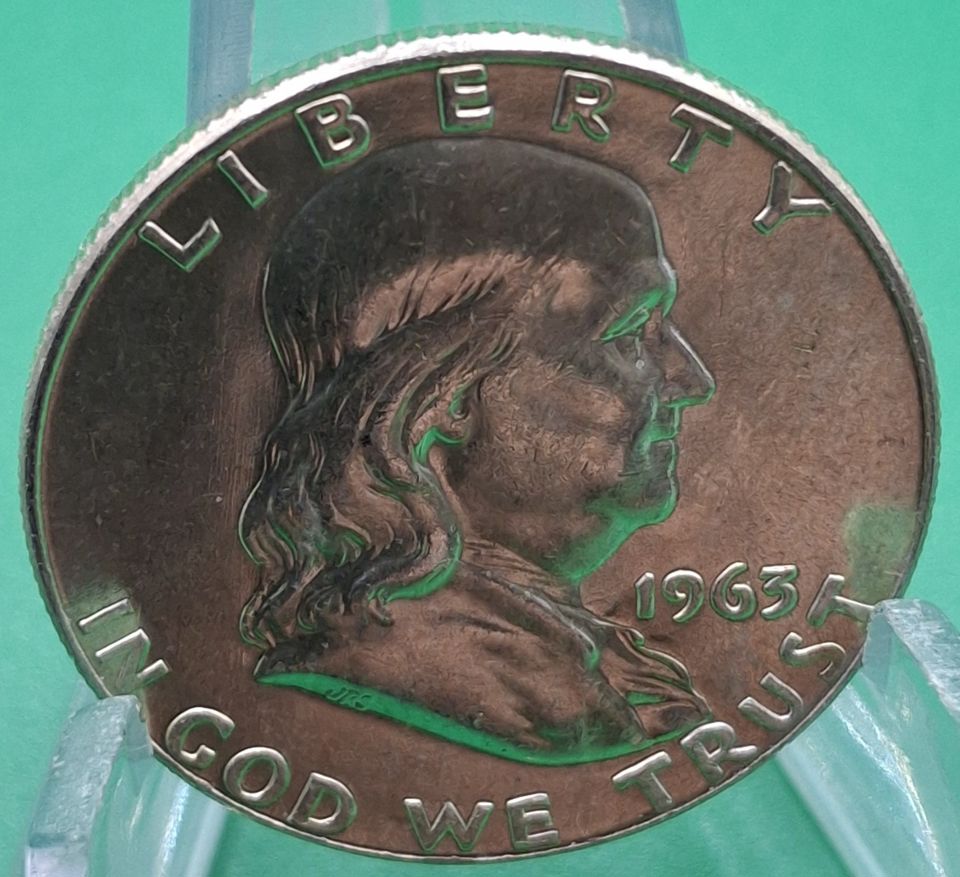 LIBERTY
1963
JRS
IN GOD WE TRUST